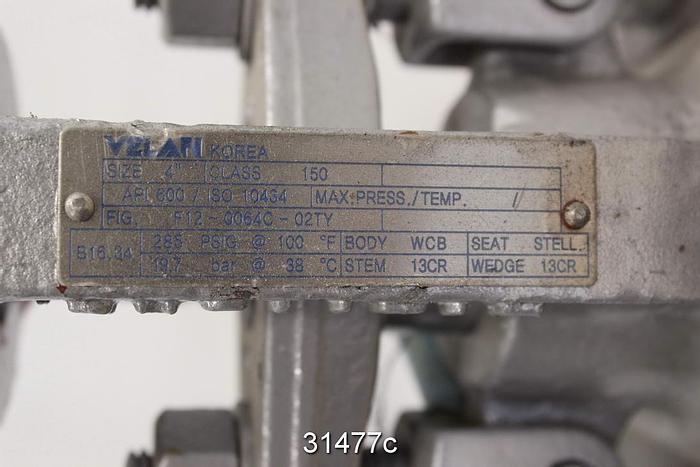 VELAN KOREA
SIZE 4" CLASS 150
API 600 / ISO 10434 MAX.PRESS./TEMP. /
FIG. F12-0064C-02TY
B16.34 285 PSIG @ 100 °F BODY WCB SEAT STELL.
19.7 bar @ 38 °C STEM 13CR WEDGE 13CR
31477c